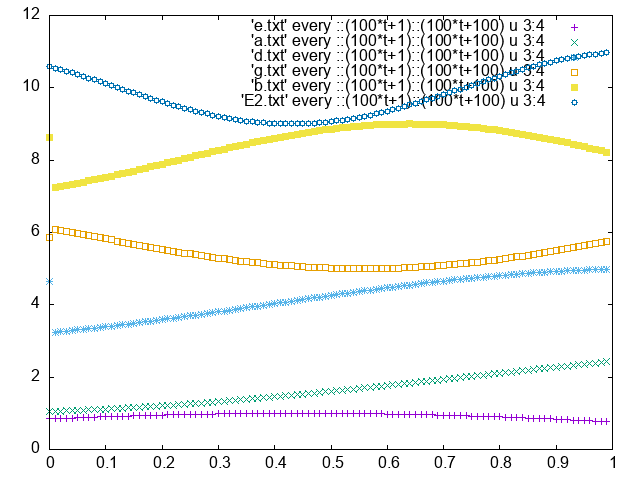 12
10
8
6
4
2
0
'e.txt' every ::(100*t+1)::(100*t+100) u 3:4
'a.txt' every ::(100*t+1)::(100*t+100) u 3:4
'd.txt' every ::(100*t+1)::(100*t+100) u 3:4
'g.txt' every ::(100*t+1)::(100*t+100) u 3:4
'b.txt' every ::(100*t+1)::(100*t+100) u 3:4
'E2.txt' every ::(100*t+1)::(100*t+100) u 3:4
0 0.1 0.2 0.3 0.4 0.5 0.6 0.7 0.8 0.9 1